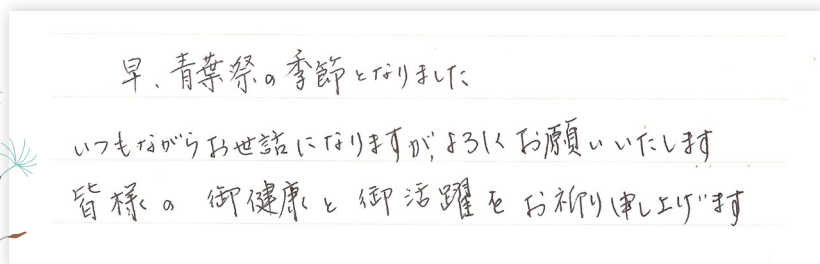 早、青葉祭の季節となりました
いつもながらお世話になりますが、よろしくお願いいたします
皆様の御健康と御活躍をお祈り申し上げます